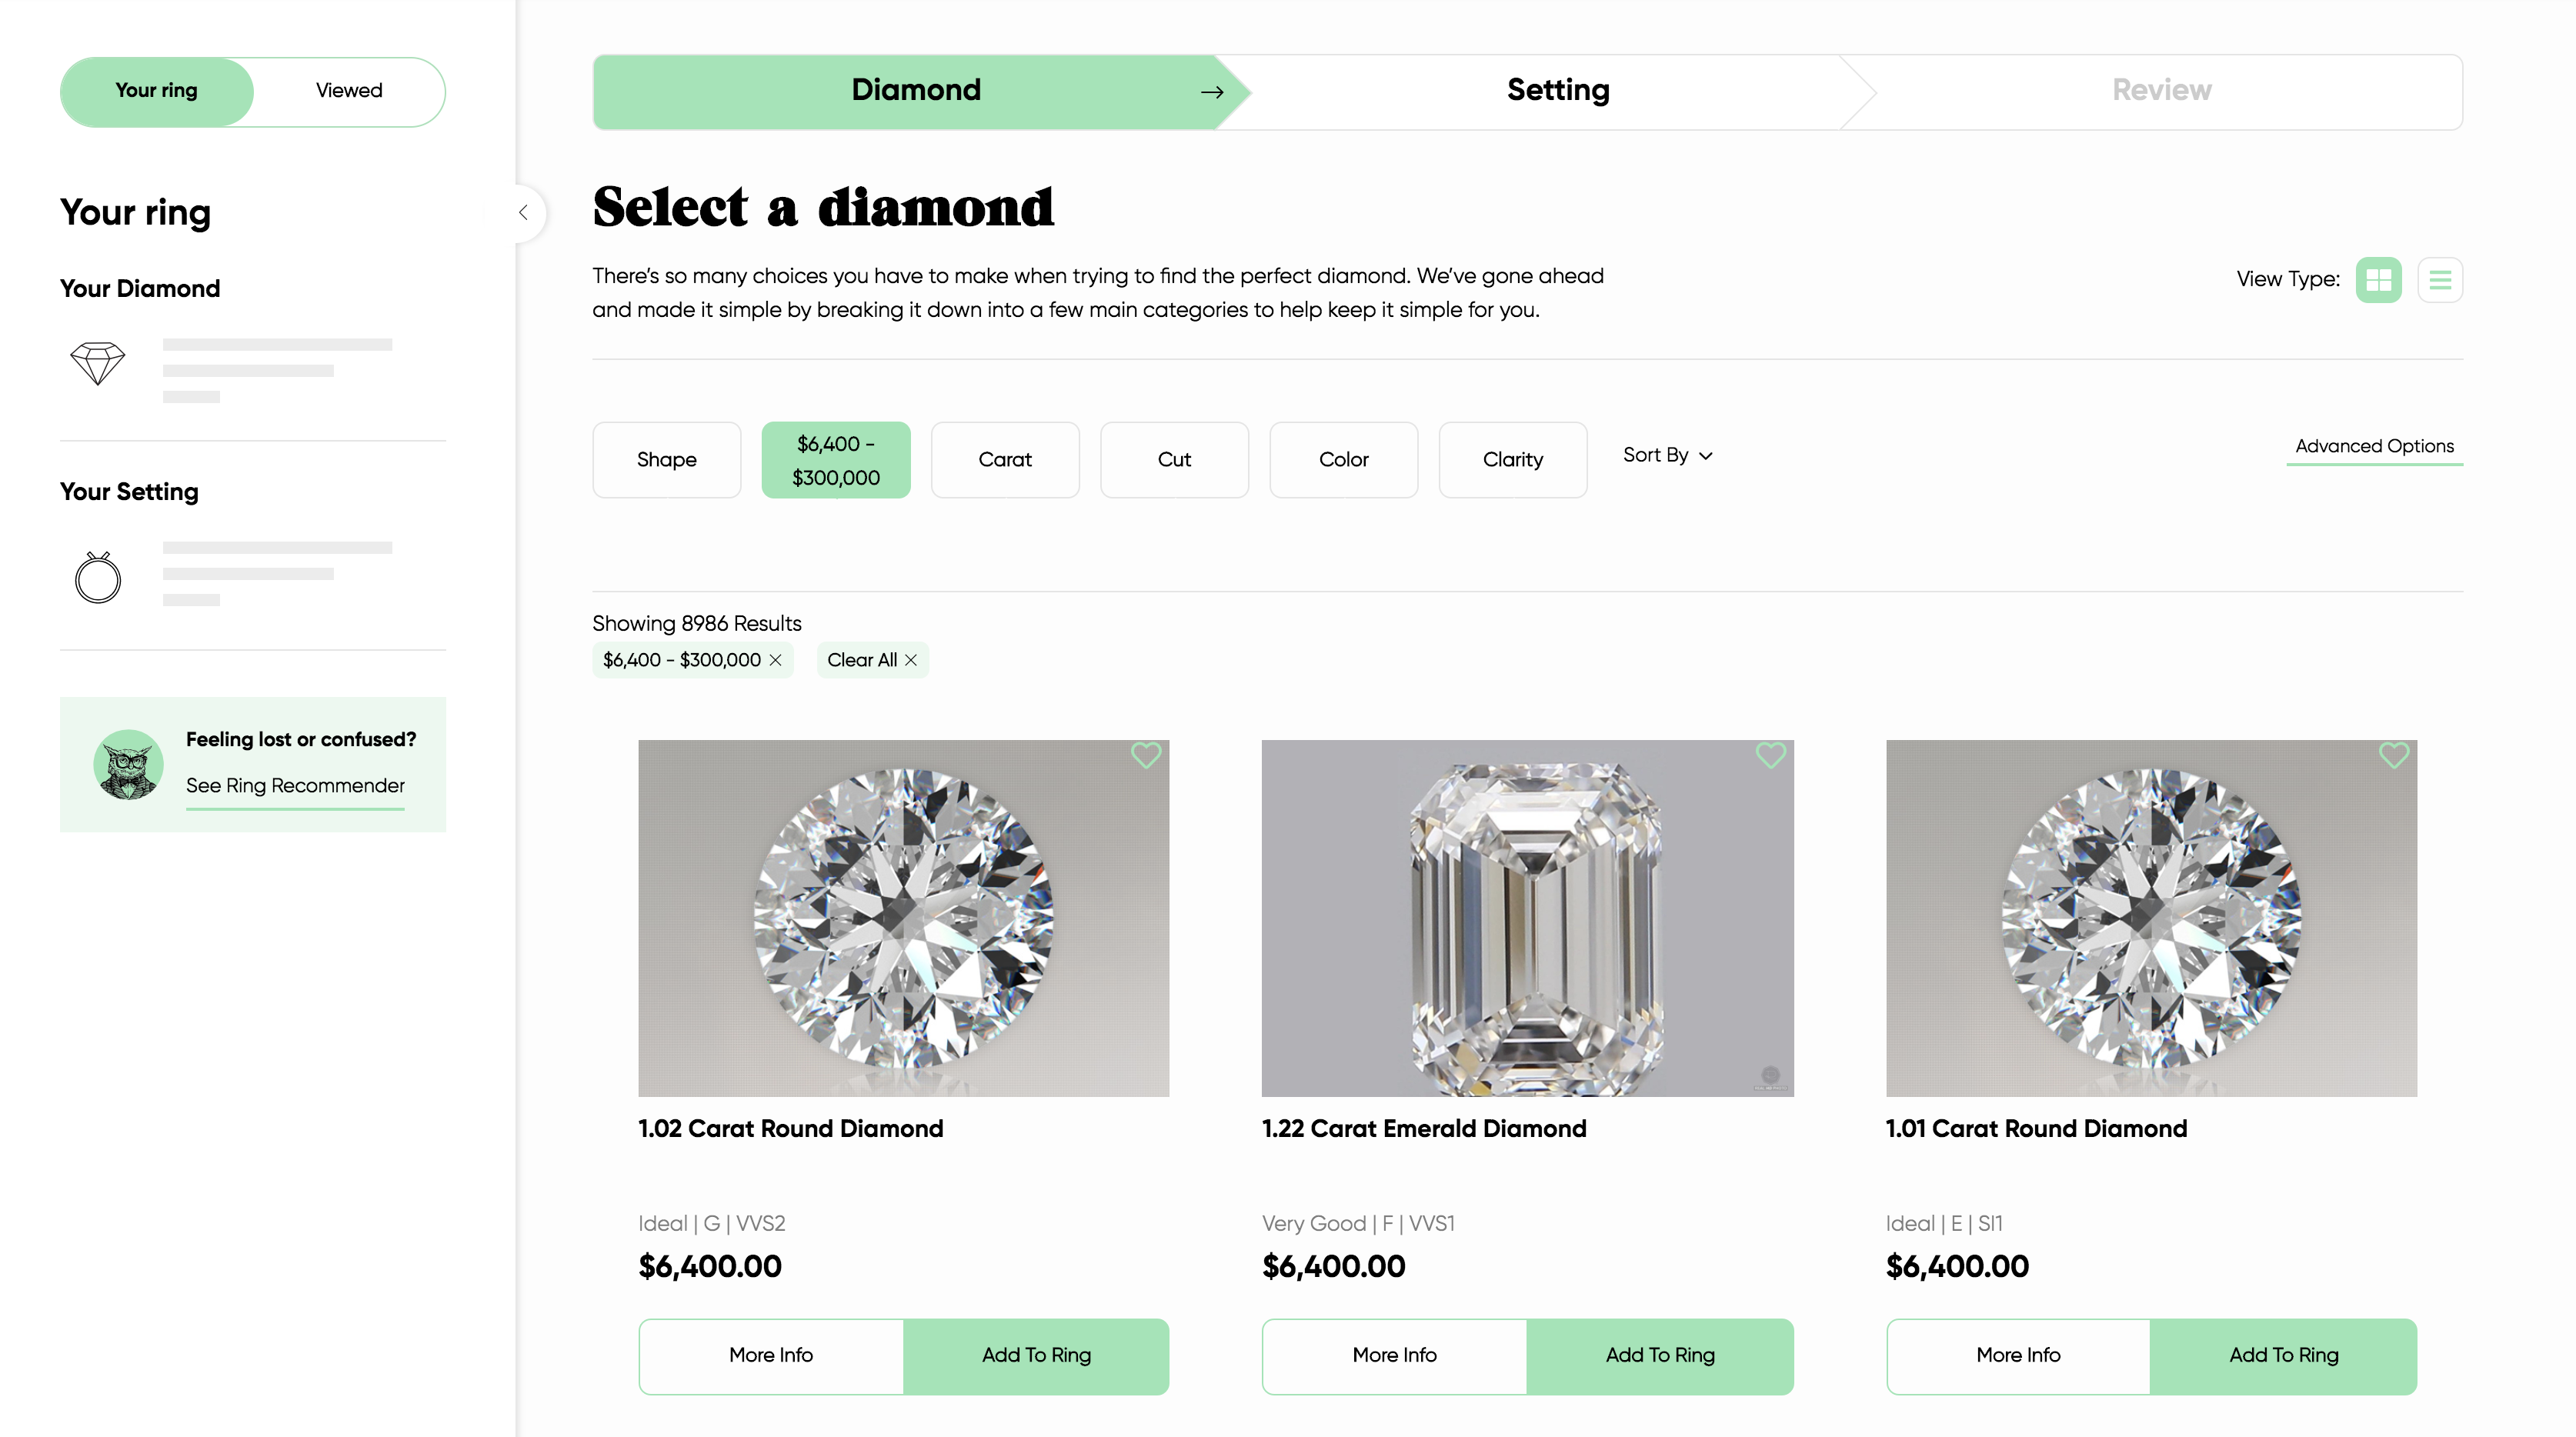 Your ring
Viewed
Your ring
Your Diamond
Your Setting
Feeling lost or confused?
See Ring Recommender
Diamond
Setting
Review
Select a diamond
There's so many choices you have to make when trying to find the perfect diamond. We've gone ahead
and made it simple by breaking it down into a few main categories to help keep it simple for you.
View Type:
Shape
$6,400 -
$300,000
Carat
Cut
Color
Clarity
Sort By
Advanced Options
Showing 8986 Results
$6,400 - $300,000
Clear All
1.02 Carat Round Diamond
Ideal | G | VVS2
$6,400.00
More Info
Add To Ring
1.22 Carat Emerald Diamond
Very Good | F | VVS1
$6,400.00
More Info
Add To Ring
1.01 Carat Round Diamond
Ideal | E | SI1
$6,400.00
More Info
Add To Ring